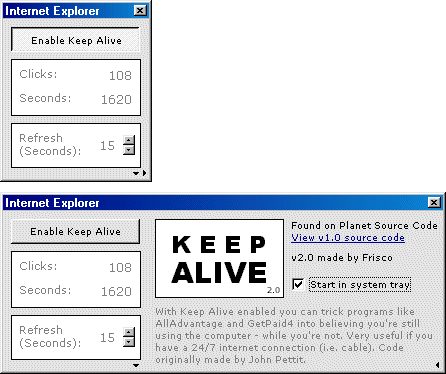 Internet Explorer
Enable Keep Alive
Clicks: 108
Seconds: 1620
Refresh
(Seconds): 15
Internet Explorer
Enable Keep Alive
Clicks: 108
Seconds: 1620
Refresh
(Seconds): 15
KEEP
ALIVE
2.0
Found on Planet Source Code
View v1.0 source code
v2.0 made by Frisco
Start in system tray
With Keep Alive enabled you can trick programs like
AllAdvantage and GetPaid4 into believing you're still
using the computer - while you're not. Very useful if you
have a 24/7 internet connection (i.e. cable). Code
originally made by John Pettit.